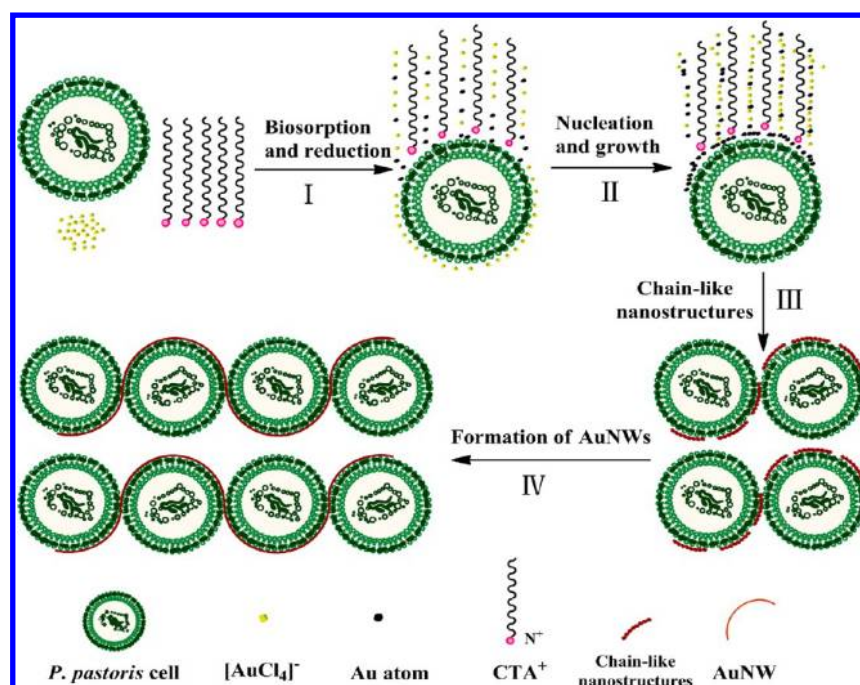 Biosorption
and reduction
I
Nucleation
and growth
II
Chain-like
nanostructures
III
Formation of AuNWs
IV
P. pastoris cell
[AuCl4]-
Au atom
N+
CTA+
Chain-like
nanostructures
AuNW